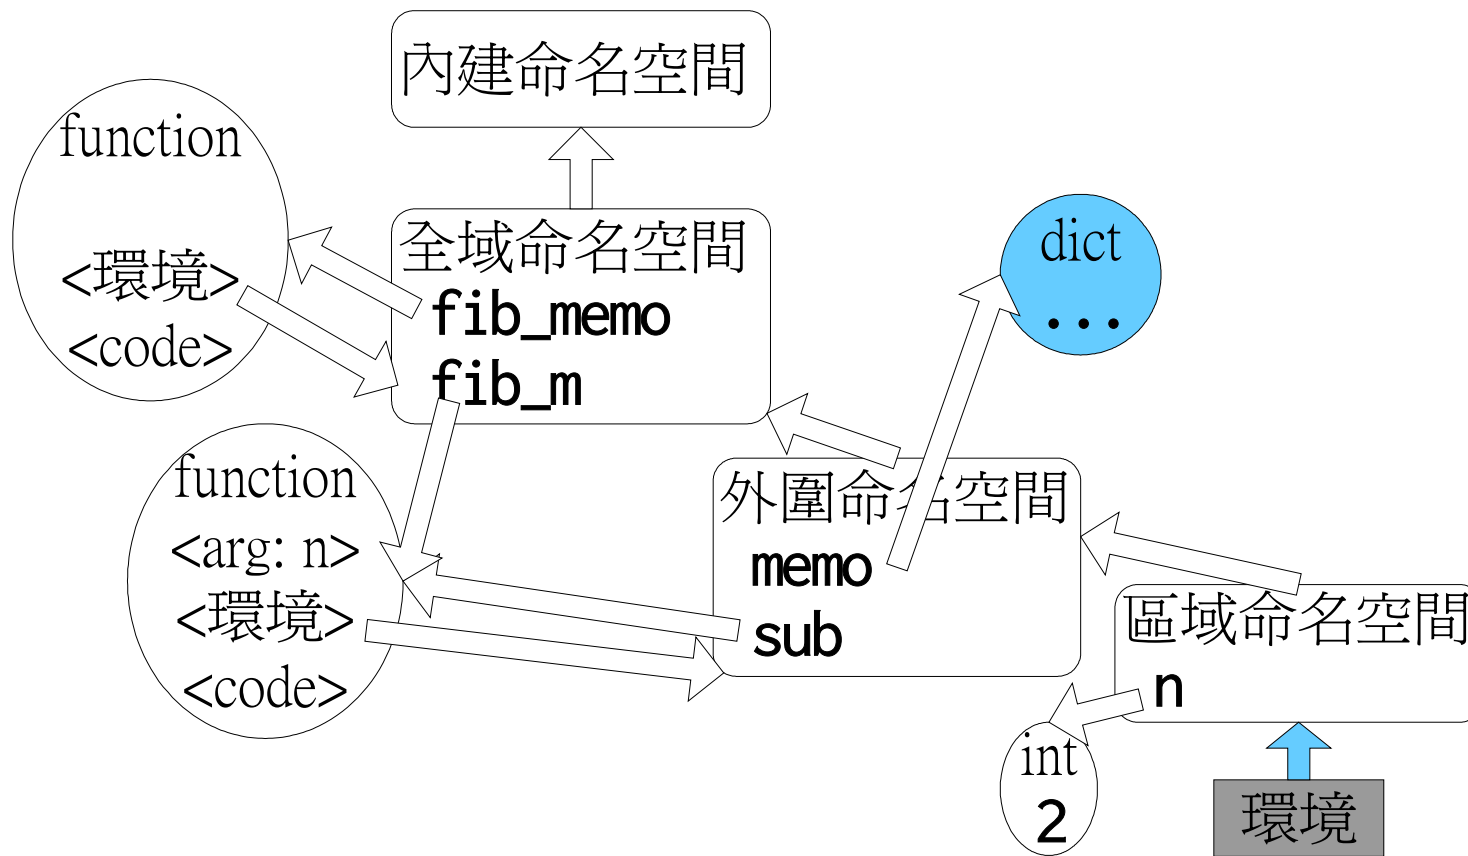 內建命名空間
function
<環境>
<code>
全域命名空間
fib_memo
fib_m
dict
...
function
<arg: n>
<環境>
<code>
外圍命名空間
memo
sub
區域命名空間
n
int
2
環境